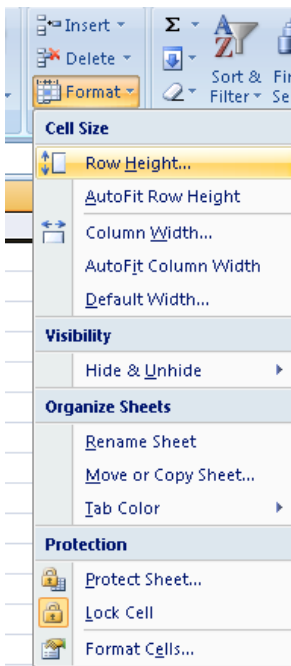 Insert
Σ
Delete
Format
Sort & Filter
Cell Size
Row Height...
AutoFit Row Height
Column Width...
AutoFit Column Width
Default Width...
Visibility
Hide & Unhide
Organize Sheets
Rename Sheet
Move or Copy Sheet...
Tab Color
Protection
Protect Sheet...
Lock Cell
Format Cells...